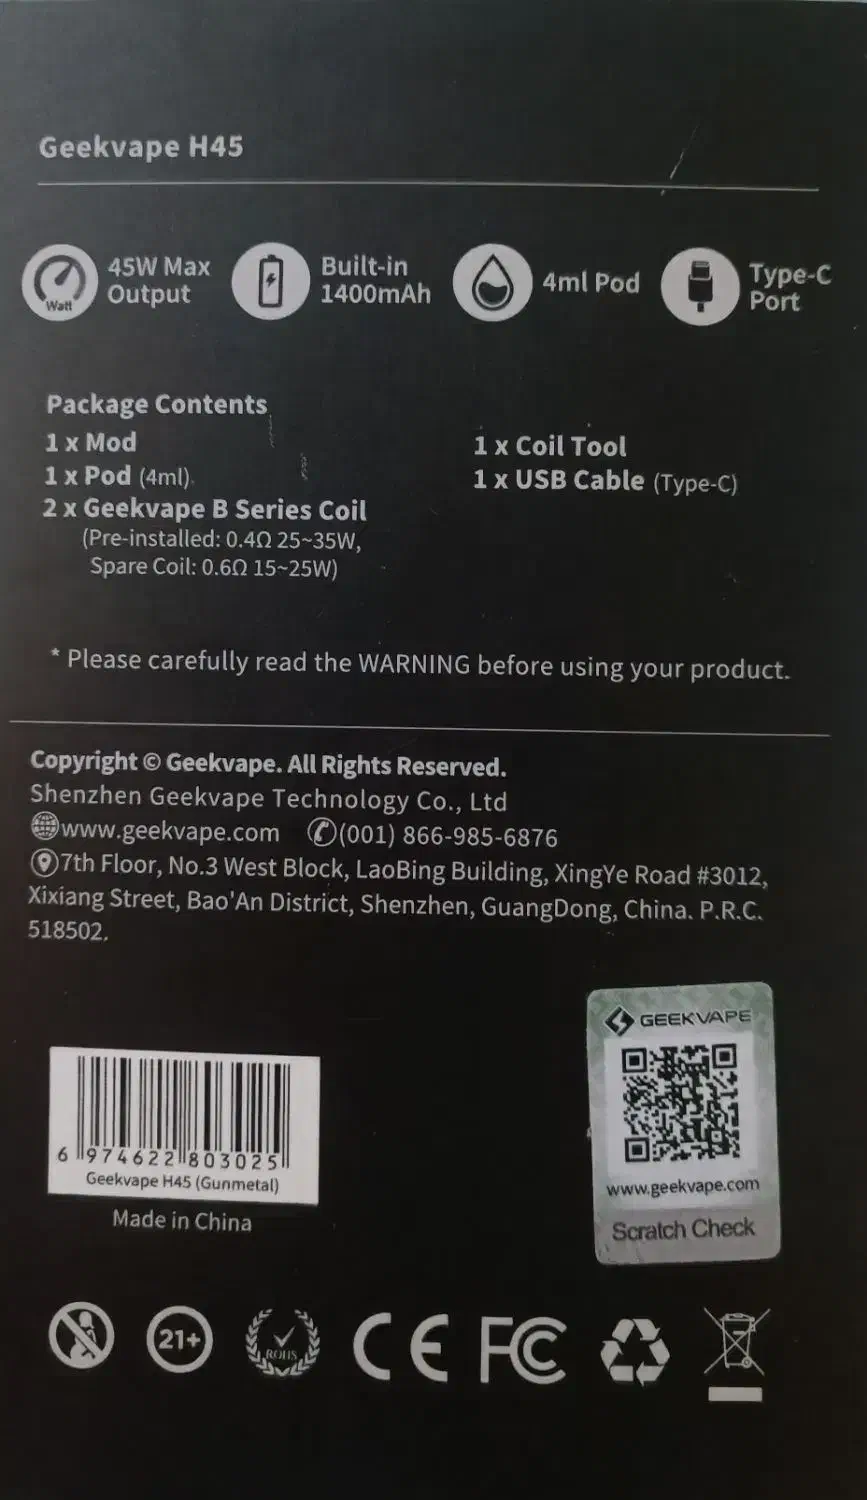 Geekvape H45
45W Max
Output
Watt
Built-in
1400mAh
4ml Pod
Type-C
Port
Package Contents
1 x Mod
1 x Pod (4ml)
2 x Geekvape B Series Coil
(Pre-installed: 0.4Ω 25~35W,
Spare Coil: 0.6Ω 15~25W)
1 x Coil Tool
1 x USB Cable (Type-C)
* Please carefully read the WARNING before using your product.
Copyright © Geekvape. All Rights Reserved.
Shenzhen Geekvape Technology Co., Ltd
www.geekvape.com (001) 866-985-6876
7th Floor, No.3 West Block, LaoBing Building, XingYe Road #3012,
Xixiang Street, Bao'An District, Shenzhen, GuangDong, China. P.R.C.
518502.
6 974622 803025
Geekvape H45 (Gunmetal)
Made in China
GEEKVAPE
www.geekvape.com
Scratch Check
21+
ROHS
CE
FC